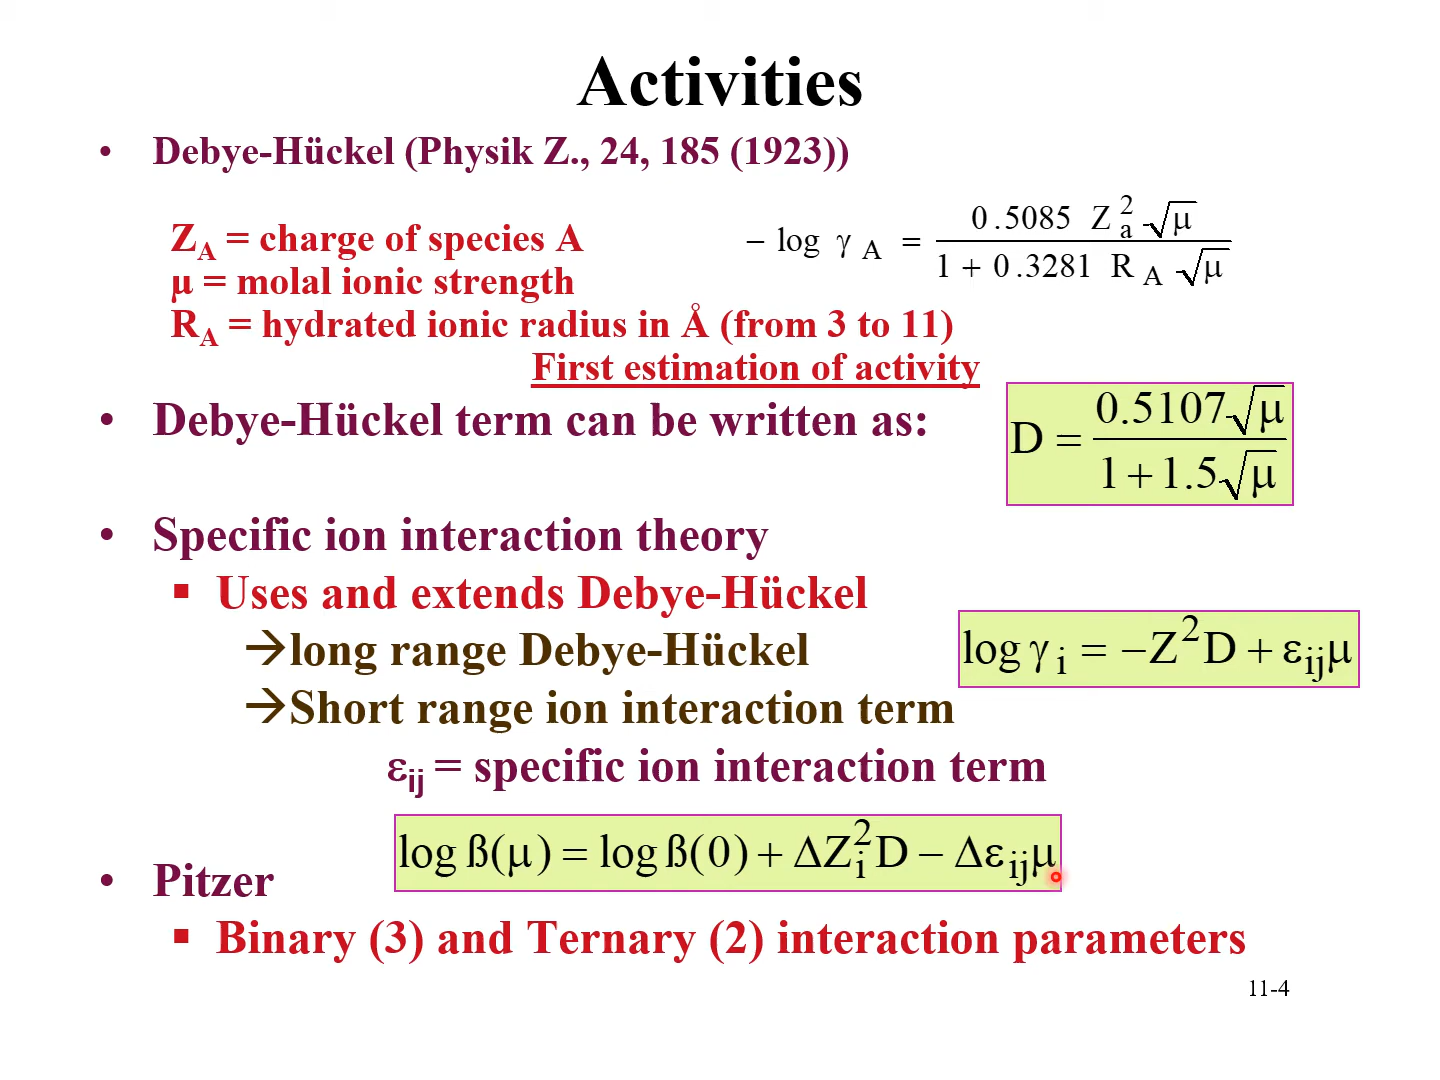 Activities
• Debye-Hückel (Physik Z., 24, 185 (1923))
Z_A = charge of species A
− log γ_A = (0.5085 Z_a^2 √μ) / (1 + 0.3281 R_A √μ)
μ = molal ionic strength
R_A = hydrated ionic radius in Å (from 3 to 11)
First estimation of activity
• Debye-Hückel term can be written as:
D = (0.5107√μ) / (1 + 1.5√μ)
• Specific ion interaction theory
▪ Uses and extends Debye-Hückel
→long range Debye-Hückel
log γ_i = −Z^2D + ε_ijμ
→Short range ion interaction term
ε_ij = specific ion interaction term
log ß(μ) = log ß(0) + ΔZ_i^2D − Δε_ijμ
• Pitzer
▪ Binary (3) and Ternary (2) interaction parameters
11-4